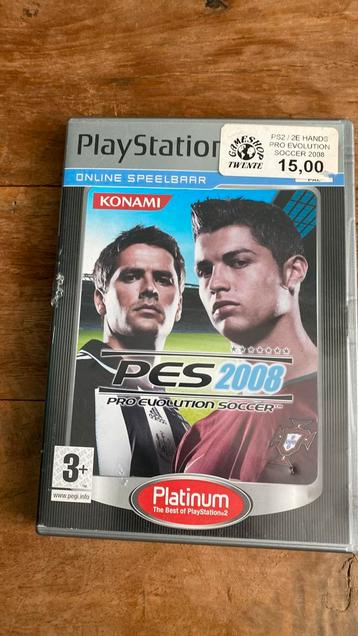 PlayStation
GAMESHOP
TWENTE
PS2 / 2E HANDS
PRO EVOLUTION
SOCCER 2008
15,00
ONLINE SPEELBAAR
KONAMI
PES 2008
PRO EVOLUTION SOCCER™
3+
www.pegi.info
Platinum
The Best of PlayStation®2